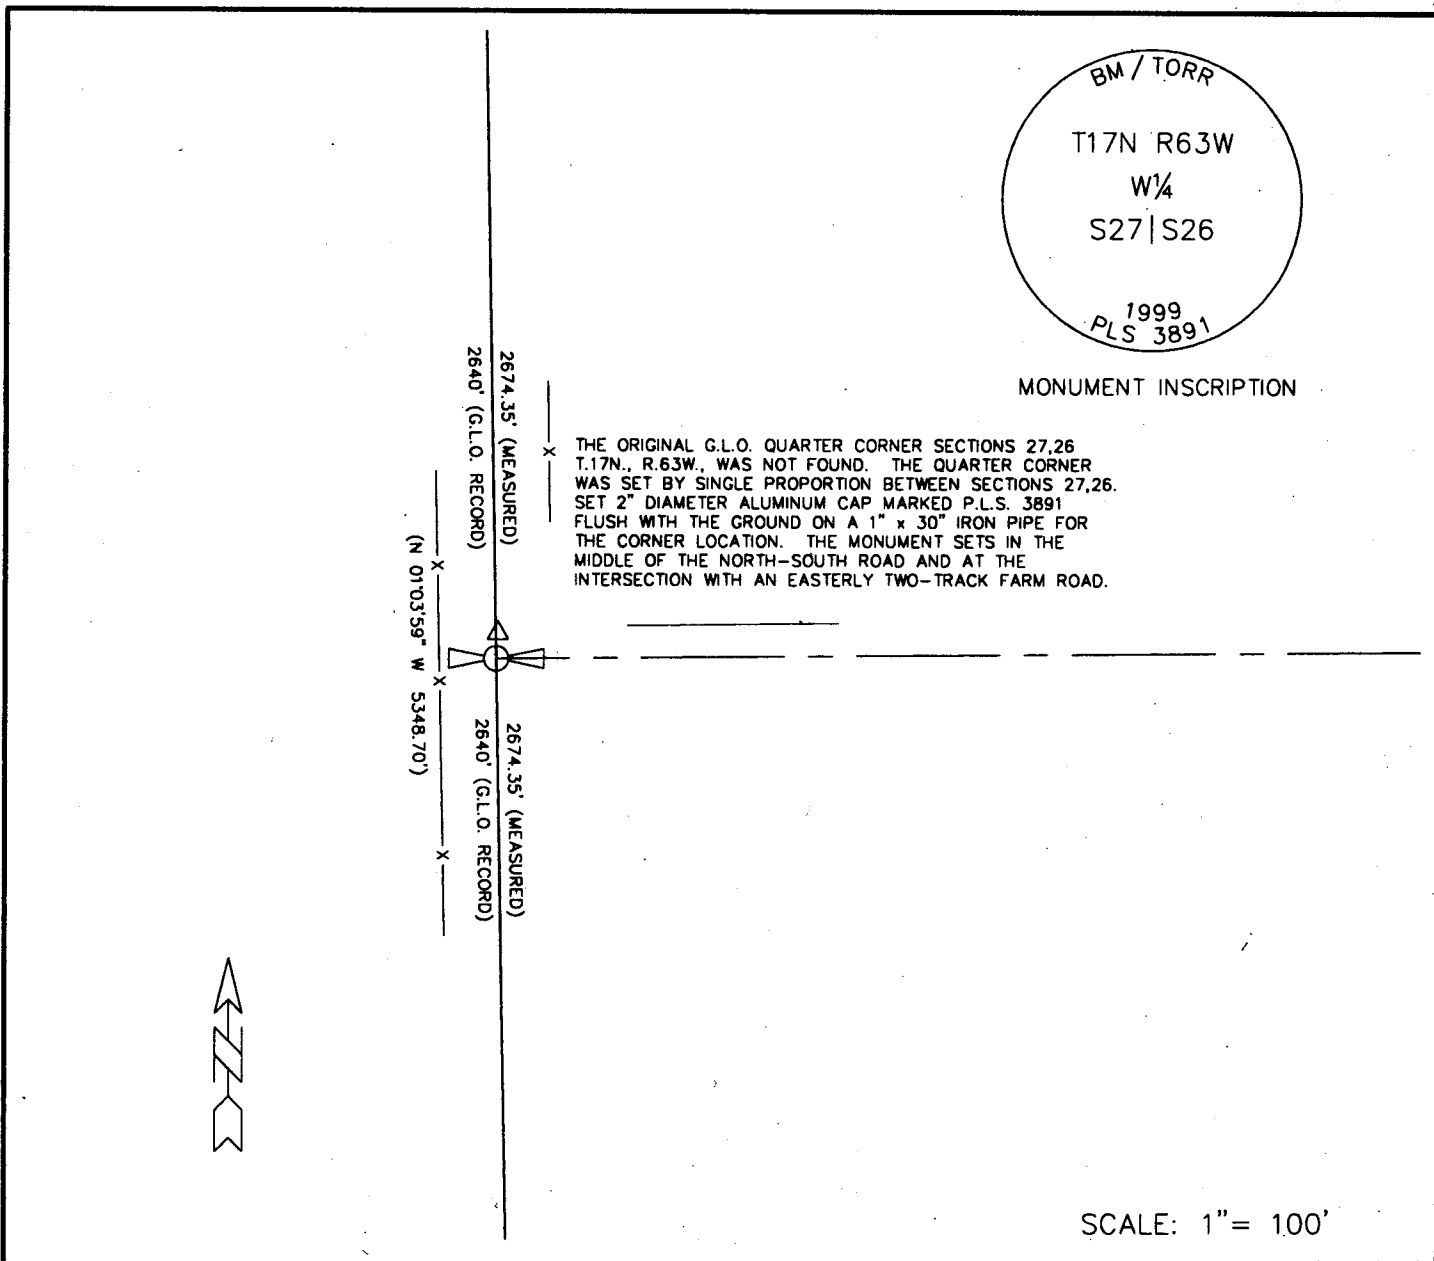 BM / TORR
T17N R63W
W¼
S27|S26
1999
PLS 3891
MONUMENT INSCRIPTION
2674.35' (MEASURED)
2640' (G.L.O. RECORD)
THE ORIGINAL G.L.O. QUARTER CORNER SECTIONS 27,26
T.17N., R.63W., WAS NOT FOUND. THE QUARTER CORNER
WAS SET BY SINGLE PROPORTION BETWEEN SECTIONS 27,26.
SET 2" DIAMETER ALUMINUM CAP MARKED P.L.S. 3891
FLUSH WITH THE GROUND ON A 1" x 30" IRON PIPE FOR
THE CORNER LOCATION. THE MONUMENT SETS IN THE
MIDDLE OF THE NORTH-SOUTH ROAD AND AT THE
INTERSECTION WITH AN EASTERLY TWO-TRACK FARM ROAD.
(N 01°03'59" W 5348.70')
2674.35' (MEASURED)
2640' (G.L.O. RECORD)
N
SCALE: 1"= 100'